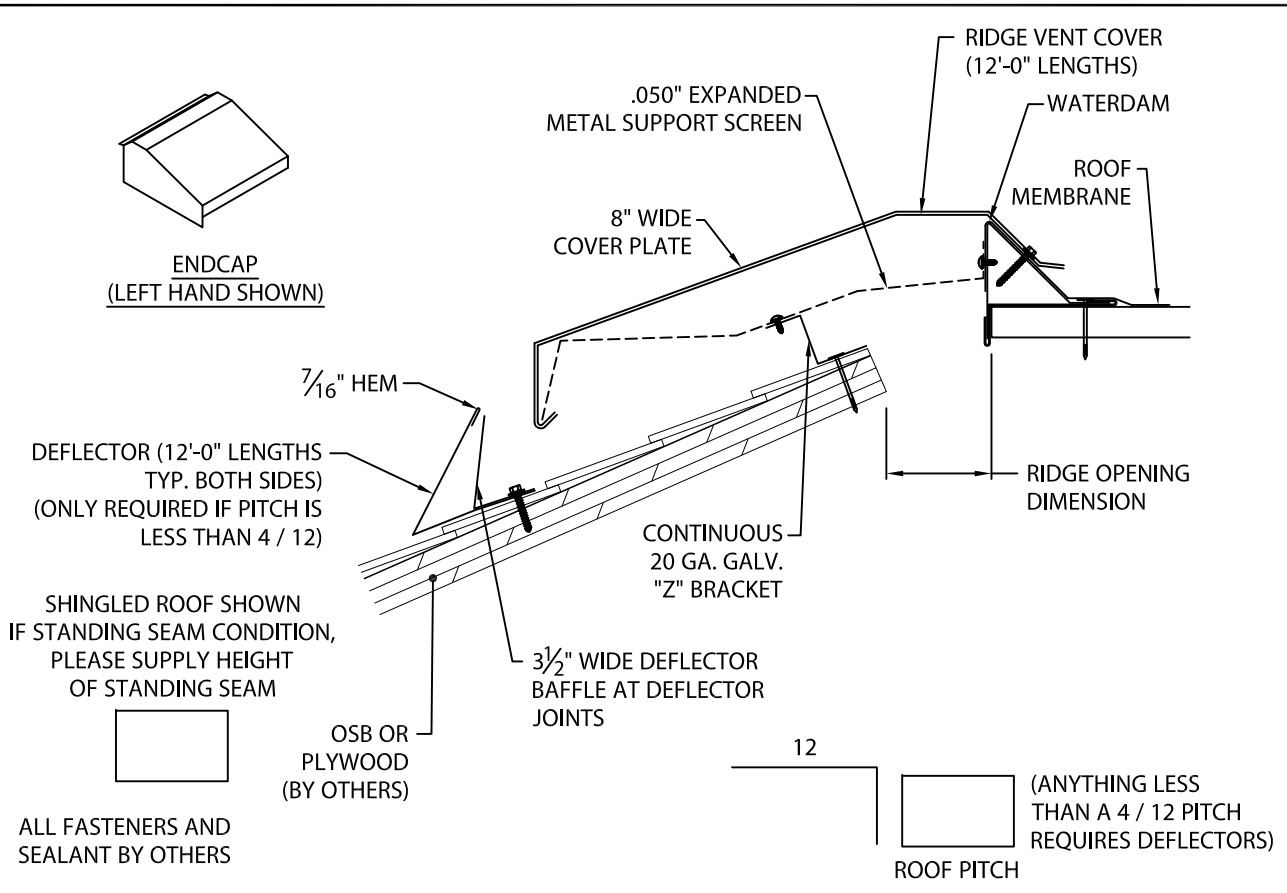 RIDGE VENT COVER
(12'-0" LENGTHS)
.050" EXPANDED
METAL SUPPORT SCREEN
WATERDAM
ROOF
MEMBRANE
8" WIDE
COVER PLATE
ENDCAP
(LEFT HAND SHOWN)
7/16" HEM
DEFLECTOR (12'-0" LENGTHS
TYP. BOTH SIDES)
(ONLY REQUIRED IF PITCH IS
LESS THAN 4 / 12)
RIDGE OPENING
DIMENSION
CONTINUOUS
20 GA. GALV.
"Z" BRACKET
SHINGLED ROOF SHOWN
IF STANDING SEAM CONDITION,
PLEASE SUPPLY HEIGHT
OF STANDING SEAM
3 1/2" WIDE DEFLECTOR
BAFFLE AT DEFLECTOR
JOINTS
OSB OR
PLYWOOD
(BY OTHERS)
ALL FASTENERS AND
SEALANT BY OTHERS
12
(ANYTHING LESS
THAN A 4 / 12 PITCH
REQUIRES DEFLECTORS)
ROOF PITCH